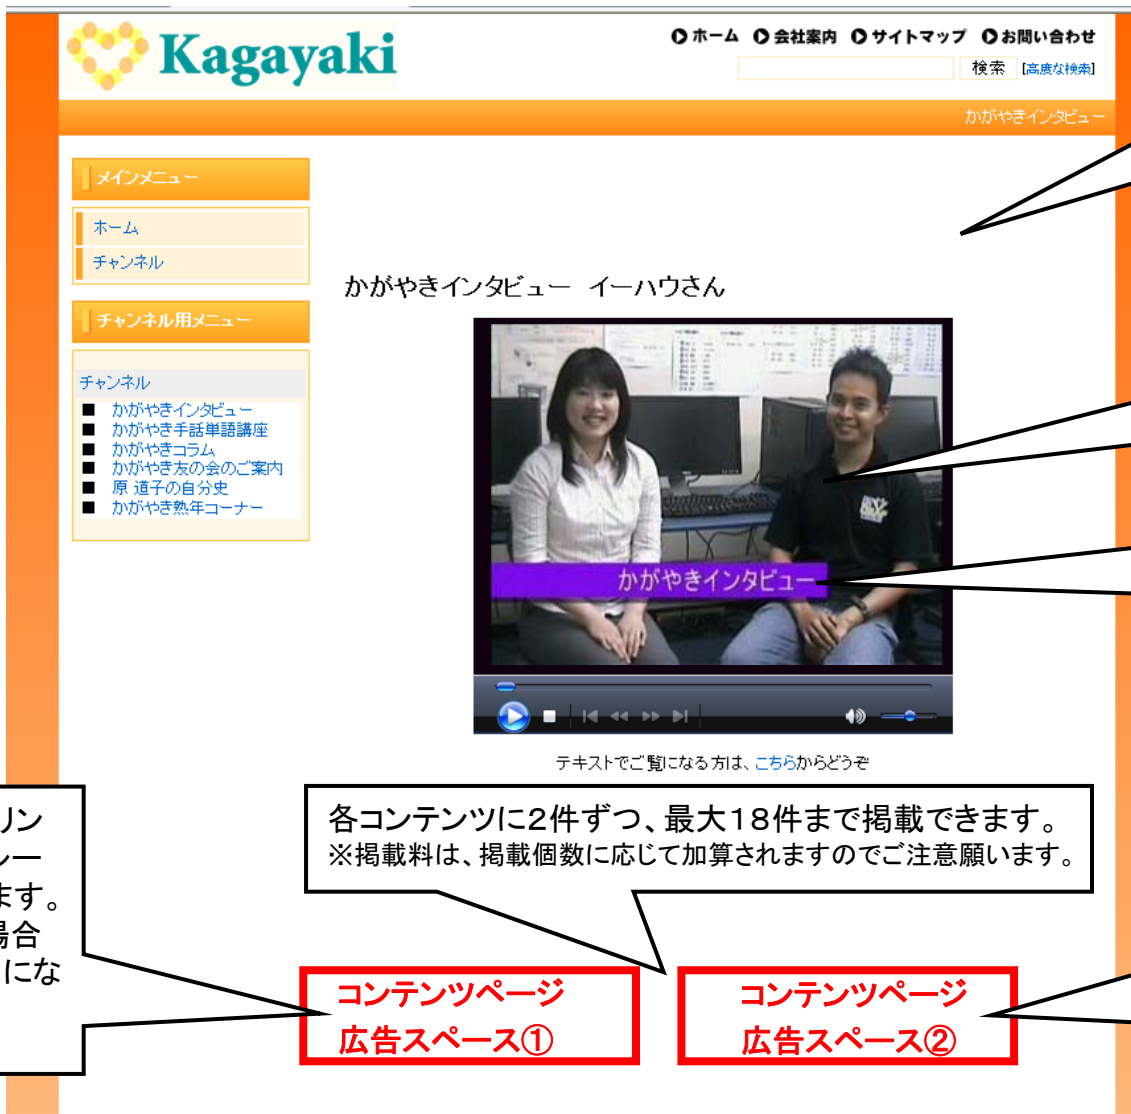 Kagayaki
ホーム 会社案内 サイトマップ お問い合わせ
検索 [高度な検索]
かがやきインタビュー
メインメニュー
ホーム
チャンネル
かがやきインタビュー イーハウさん
チャンネル用メニュー
チャンネル
■ かがやきインタビュー
■ かがやき手話単語講座
■ かがやきコラム
■ かがやき友の会のご案内
■ 原 道子の自分史
■ かがやき熟年コーナー
かがやきインタビュー
テキストでご覧になる方は、こちらからどうぞ
リン
レー
ます。
場合
にな
各コンテンツに2件ずつ、最大18件まで掲載できます。
※掲載料は、掲載個数に応じて加算されますのでご注意願います。
コンテンツページ
広告スペース①
コンテンツページ
広告スペース②